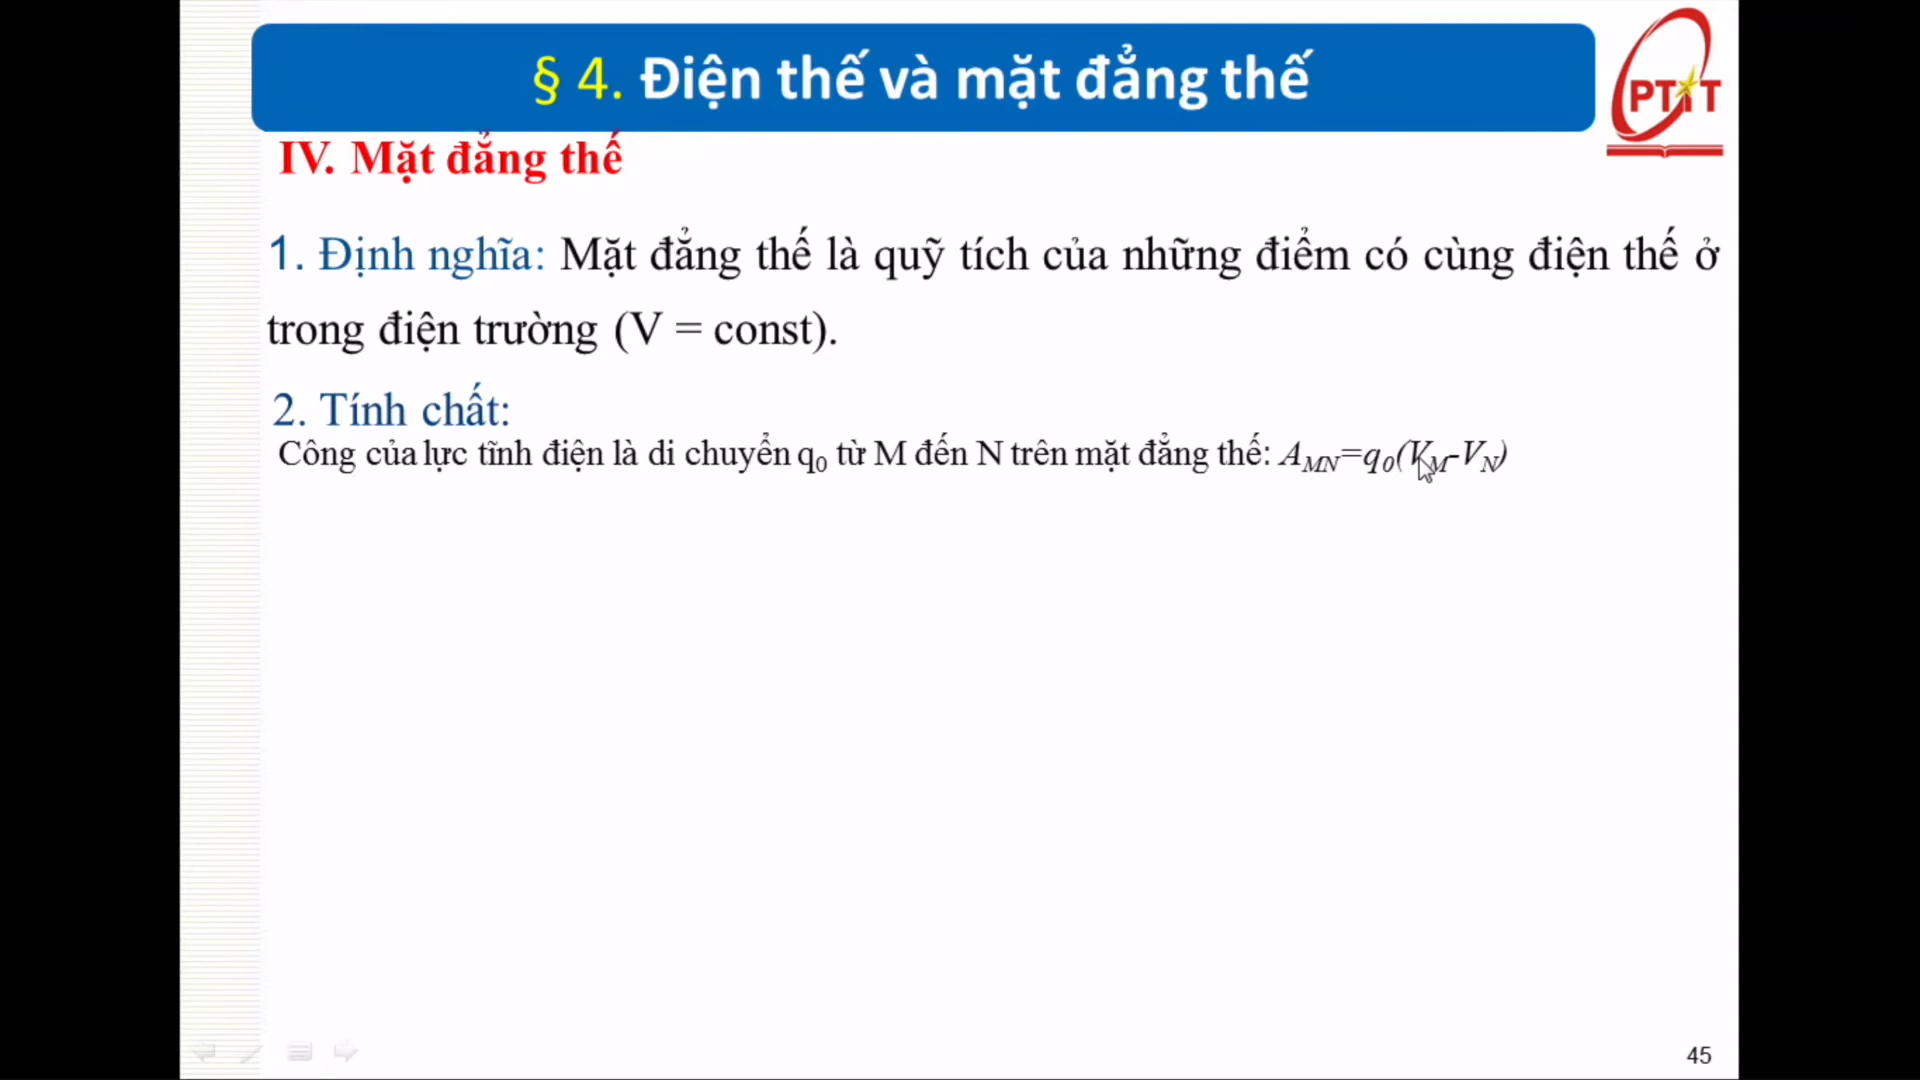 § 4. Điện thế và mặt đẳng thế
PTIT
IV. Mặt đẳng thế
1. Định nghĩa: Mặt đẳng thế là quỹ tích của những điểm có cùng điện thế ở
trong điện trường (V = const).
2. Tính chất:
Công của lực tĩnh điện là di chuyển q₀ từ M đến N trên mặt đẳng thế: A_MN=q₀(V_M-V_N)
45